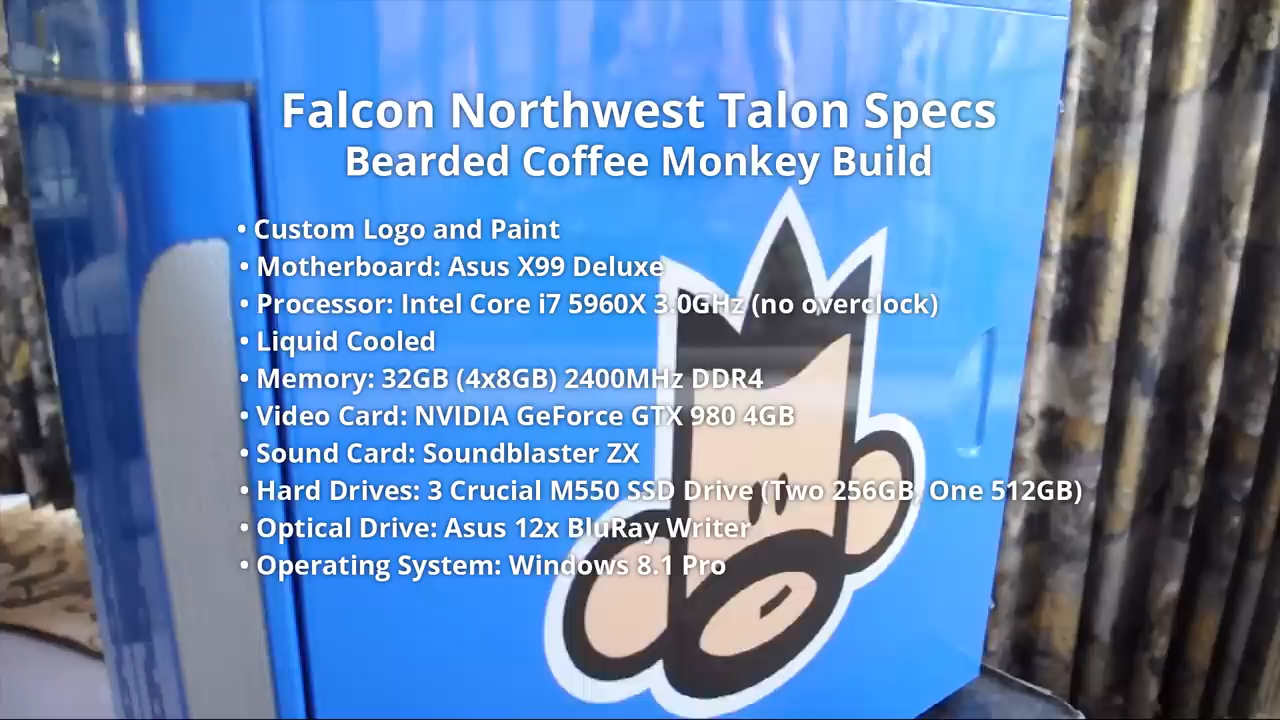 Falcon Northwest Talon Specs
Bearded Coffee Monkey Build
• Custom Logo and Paint
• Motherboard: Asus X99 Deluxe
• Processor: Intel Core i7 5960X 3.0GHz (no overclock)
• Liquid Cooled
• Memory: 32GB (4x8GB) 2400MHz DDR4
• Video Card: NVIDIA GeForce GTX 980 4GB
• Sound Card: Soundblaster ZX
• Hard Drives: 3 Crucial M550 SSD Drive (Two 256GB, One 512GB)
• Optical Drive: Asus 12x BluRay Writer
• Operating System: Windows 8.1 Pro